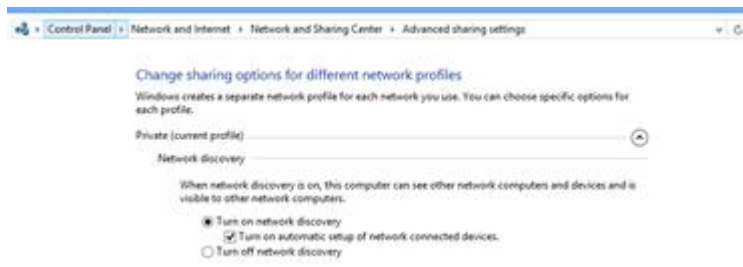 Control Panel Network and Internet Network and Sharing Center Advanced sharing settings
Change sharing options for different network profiles
Windows creates a separate network profile for each network you use. You can choose specific options for
each profile.
Private (current profile)
Network discovery
When network discovery is on, this computer can see other network computers and devices and is
visible to other network computers.
Turn on network discovery
Turn on automatic setup of network connected devices.
Turn off network discovery